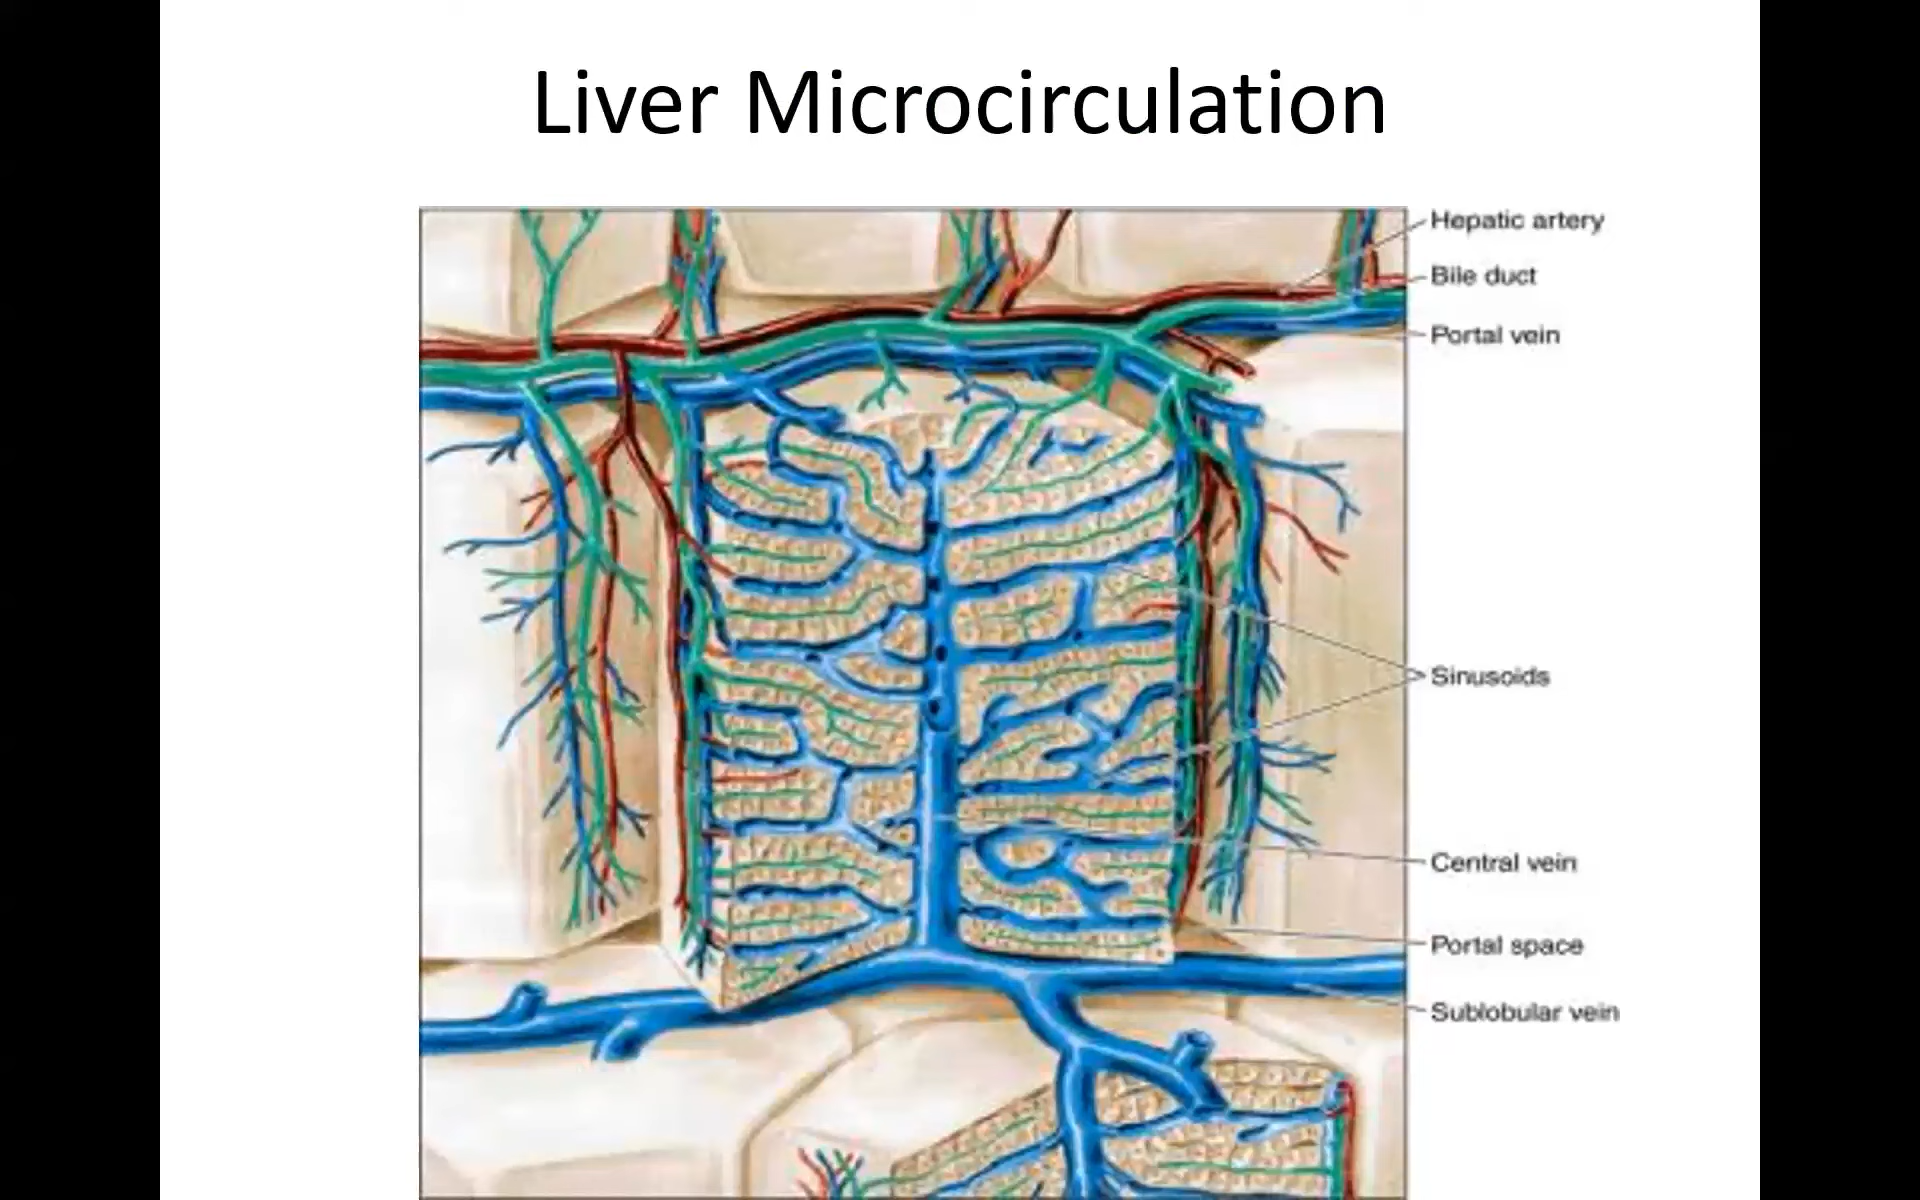 Liver Microcirculation
Hepatic artery
Bile duct
Portal vein
Sinusoids
Central vein
Portal space
Sublobular vein